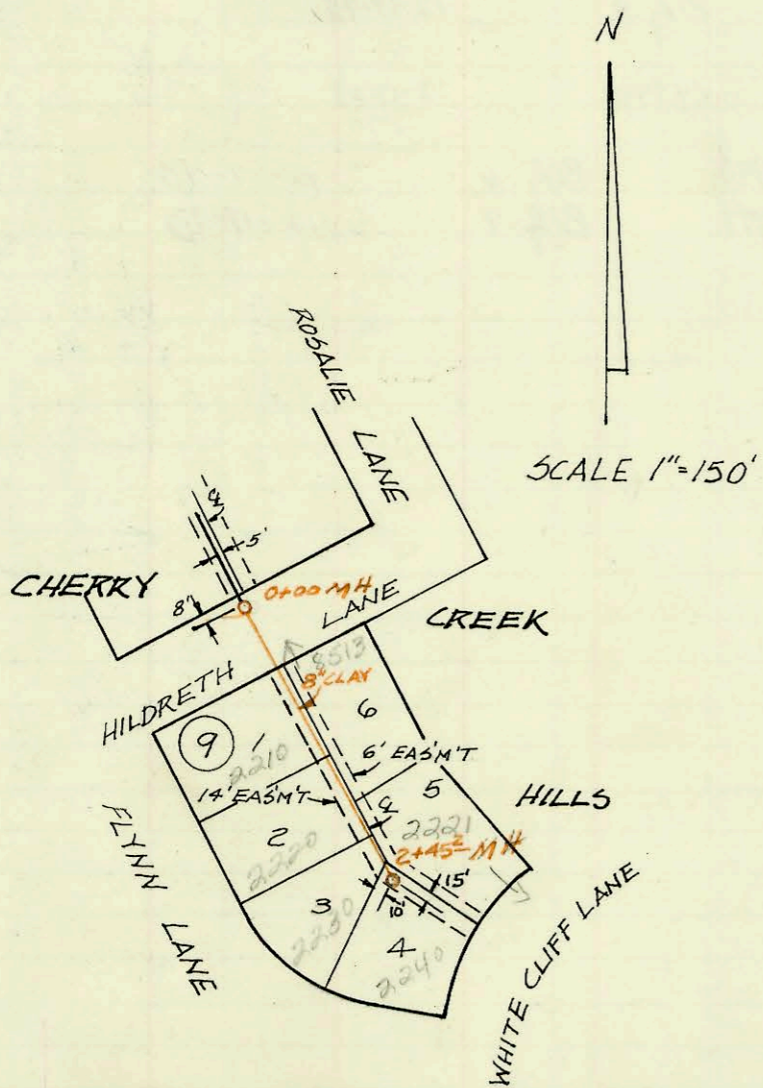 N
SCALE 1"=150'
ROSALIE LANE
℄
5'
CHERRY
8'
0+00 MH
HILDRETH LANE
CREEK
8513
8" CLAY
9
1
2210
6
6' EAS'M'T
14' EAS'M'T
HILLS
2
2220
℄
5
2221
2+45² MH
15'
FLYNN LANE
3
2230
10'
4
2240
WHITE CLIFF LANE